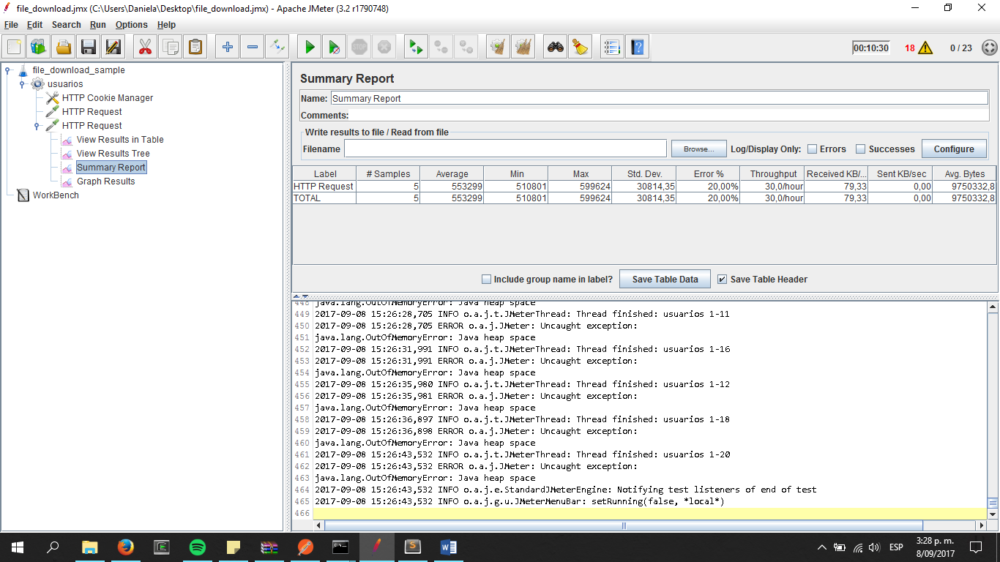 file_download.jmx (C:\Users\Daniela\Desktop\file_download.jmx) - Apache JMeter (3.2 r1790748)
File Edit Search Run Options Help
00:10:30 18 0 / 23
file_download_sample
usuarios
HTTP Cookie Manager
HTTP Request
HTTP Request
View Results in Table
View Results Tree
Summary Report
Graph Results
WorkBench
Summary Report
Name: Summary Report
Comments:
Write results to file / Read from file
Filename Browse... Log/Display Only: Errors Successes Configure
Label # Samples Average Min Max Std. Dev. Error % Throughput Received KB/... Sent KB/sec Avg. Bytes
HTTP Request 5 553299 510801 599624 30814,35 20,00% 30,0/hour 79,33 0,00 9750332,8
TOTAL 5 553299 510801 599624 30814,35 20,00% 30,0/hour 79,33 0,00 9750332,8
Include group name in label? Save Table Data Save Table Header
448 java.lang.OutOfMemoryError: Java heap space
449 2017-09-08 15:26:28,705 INFO o.a.j.t.JMeterThread: Thread finished: usuarios 1-11
450 2017-09-08 15:26:28,705 ERROR o.a.j.JMeter: Uncaught exception:
451 java.lang.OutOfMemoryError: Java heap space
452 2017-09-08 15:26:31,991 INFO o.a.j.t.JMeterThread: Thread finished: usuarios 1-16
453 2017-09-08 15:26:31,991 ERROR o.a.j.JMeter: Uncaught exception:
454 java.lang.OutOfMemoryError: Java heap space
455 2017-09-08 15:26:35,980 INFO o.a.j.t.JMeterThread: Thread finished: usuarios 1-12
456 2017-09-08 15:26:35,981 ERROR o.a.j.JMeter: Uncaught exception:
457 java.lang.OutOfMemoryError: Java heap space
458 2017-09-08 15:26:36,897 INFO o.a.j.t.JMeterThread: Thread finished: usuarios 1-18
459 2017-09-08 15:26:36,898 ERROR o.a.j.JMeter: Uncaught exception:
460 java.lang.OutOfMemoryError: Java heap space
461 2017-09-08 15:26:43,532 INFO o.a.j.t.JMeterThread: Thread finished: usuarios 1-20
462 2017-09-08 15:26:43,532 ERROR o.a.j.JMeter: Uncaught exception:
463 java.lang.OutOfMemoryError: Java heap space
464 2017-09-08 15:26:43,532 INFO o.a.j.e.StandardJMeterEngine: Notifying test listeners of end of test
465 2017-09-08 15:26:43,532 INFO o.a.j.g.u.JMeterMenuBar: setRunning(false, *local*)
466
ESP 3:28 p. m.
8/09/2017